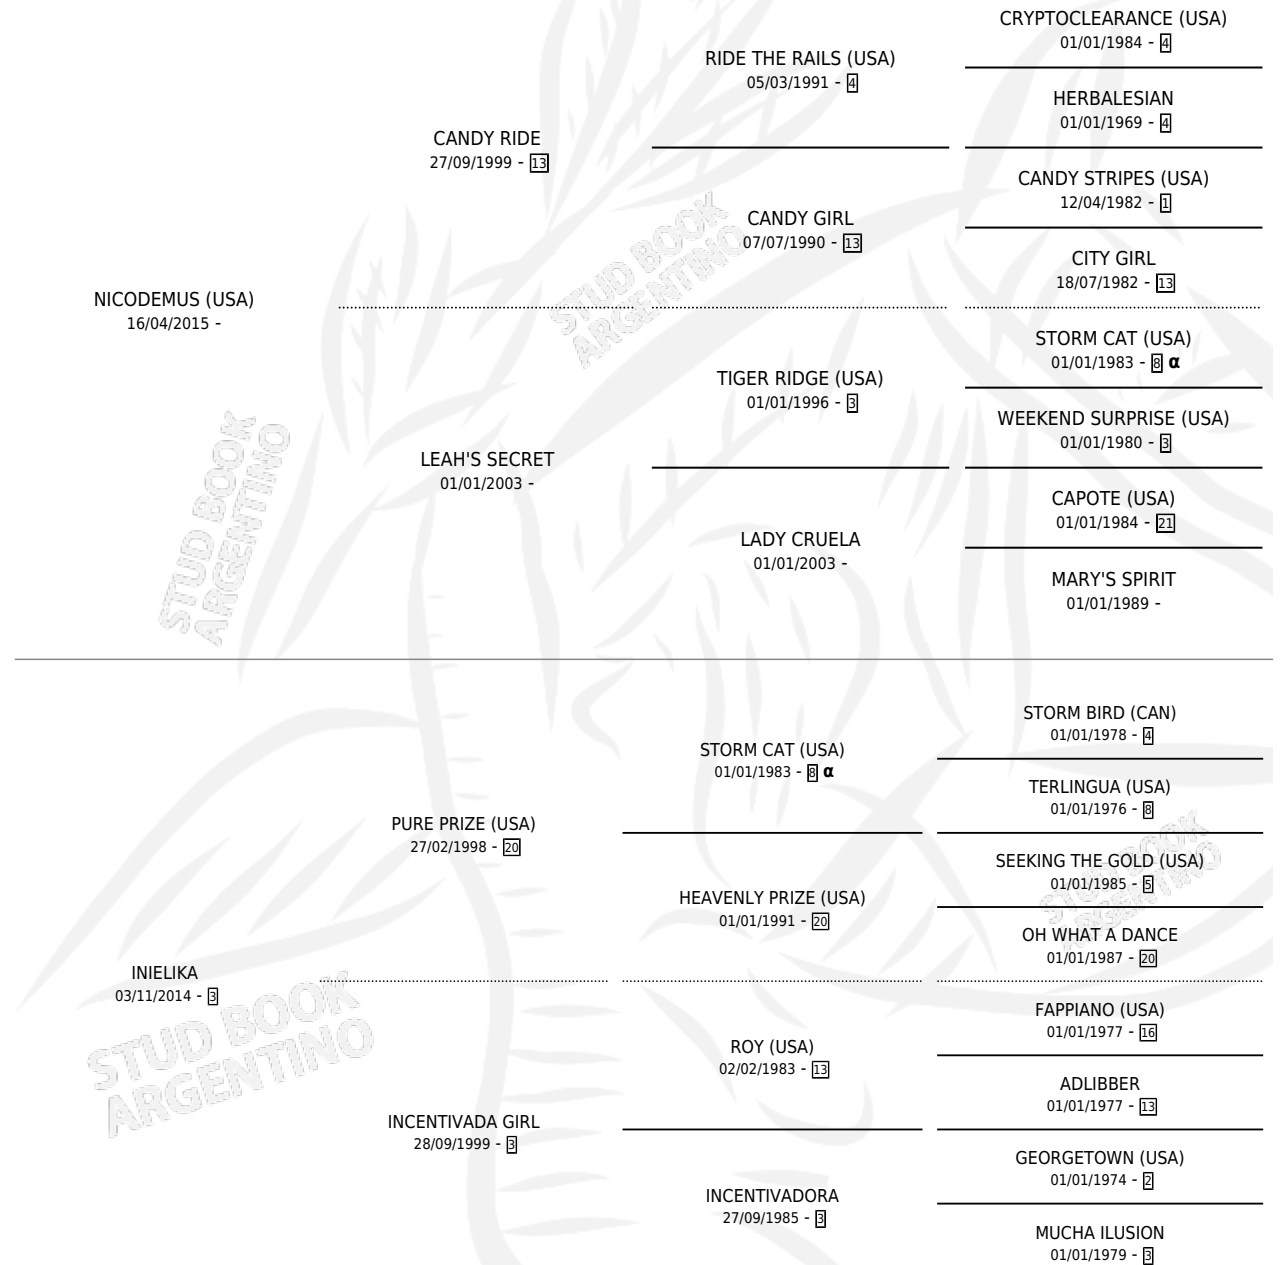 CRYPTOCLEARANCE (USA)
01/01/1984 - 4
RIDE THE RAILS (USA)
05/03/1991 - 4
HERBALESIAN
01/01/1969 - 4
CANDY RIDE
27/09/1999 - 13
CANDY STRIPES (USA)
12/04/1982 - 1
CANDY GIRL
07/07/1990 - 13
CITY GIRL
18/07/1982 - 13
NICODEMUS (USA)
16/04/2015 -
STORM CAT (USA)
01/01/1983 - 8 α
TIGER RIDGE (USA)
01/01/1996 - 3
WEEKEND SURPRISE (USA)
01/01/1980 - 3
LEAH'S SECRET
01/01/2003 -
CAPOTE (USA)
01/01/1984 - 21
LADY CRUELA
01/01/2003 -
MARY'S SPIRIT
01/01/1989 -
STORM BIRD (CAN)
01/01/1978 - 4
STORM CAT (USA)
01/01/1983 - 8 α
TERLINGUA (USA)
01/01/1976 - 8
PURE PRIZE (USA)
27/02/1998 - 20
SEEKING THE GOLD (USA)
01/01/1985 - 5
HEAVENLY PRIZE (USA)
01/01/1991 - 20
OH WHAT A DANCE
01/01/1987 - 20
INIELIKA
03/11/2014 - 3
FAPPIANO (USA)
01/01/1977 - 16
ROY (USA)
02/02/1983 - 13
ADLIBBER
01/01/1977 - 13
INCENTIVADA GIRL
28/09/1999 - 3
GEORGETOWN (USA)
01/01/1974 - 2
INCENTIVADORA
27/09/1985 - 3
MUCHA ILUSION
01/01/1979 - 3
STUD BOOK
ARGENTINO
STUD BOOK
ARGENTINO
STUD BOOK
ARGENTINO
STUD BOOK
ARGENTINO